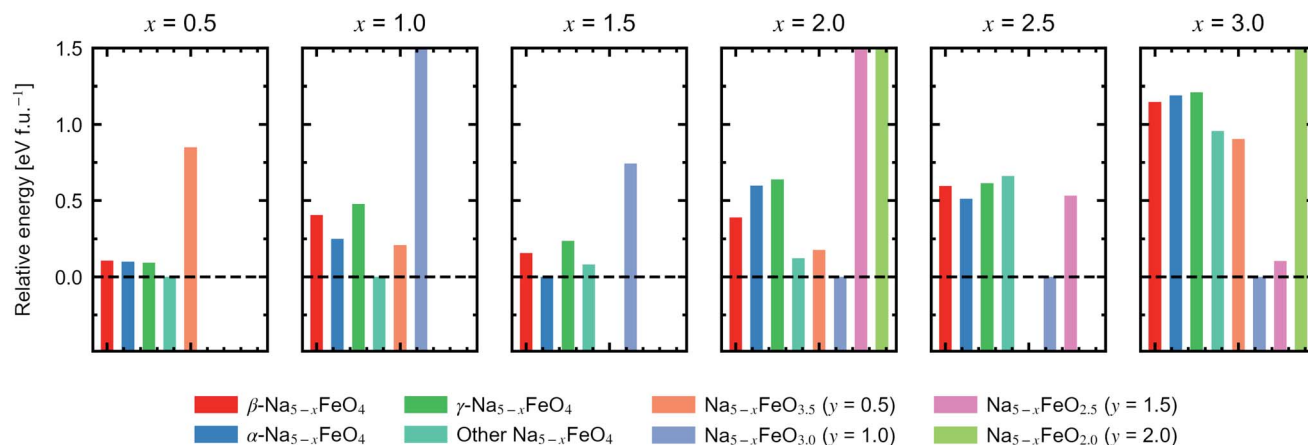 x = 0.5 x = 1.0 x = 1.5 x = 2.0 x = 2.5 x = 3.0
Relative energy [eV f.u.⁻¹]
1.5
1.0
0.5
0.0
β-Na₅₋ₓFeO₄ γ-Na₅₋ₓFeO₄ Na₅₋ₓFeO₃.₅ (y = 0.5) Na₅₋ₓFeO₂.₅ (y = 1.5)
α-Na₅₋ₓFeO₄ Other Na₅₋ₓFeO₄ Na₅₋ₓFeO₃.₀ (y = 1.0) Na₅₋ₓFeO₂.₀ (y = 2.0)